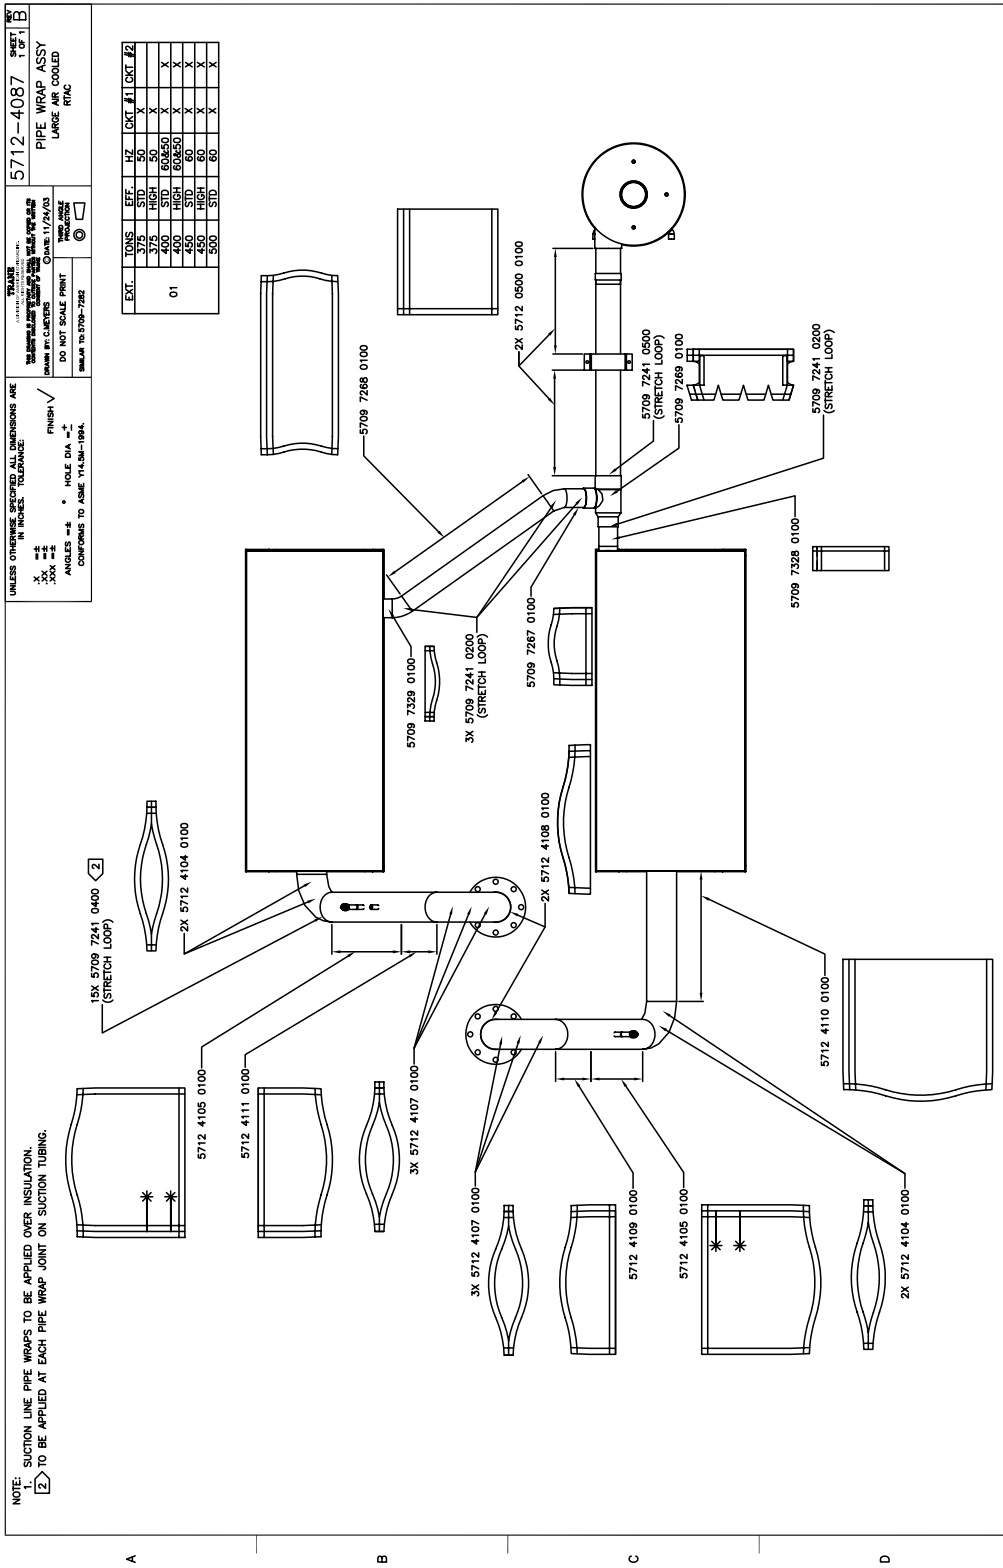 NOTE:
1. SUCTION LINE PIPE WRAPS TO BE APPLIED OVER INSULATION.
2 TO BE APPLIED AT EACH PIPE WRAP JOINT ON SUCTION TUBING.
UNLESS OTHERWISE SPECIFIED ALL DIMENSIONS ARE
IN INCHES. TOLERANCE:
.X =±
.XX =±
.XXX =±
FINISH √
ANGLES =± ° HOLE DIA =±
CONFORMS TO ASME Y14.5M-1994.
TRANE
DRAWN BY: C.MEYERS
DATE: 11/24/03
DO NOT SCALE PRINT
THIRD ANGLE
PROJECTION
SIMILAR TO: 5709-7282
5712-4087
SHEET
1 OF 1
REV
B
PIPE WRAP ASSY
LARGE AIR COOLED
RTAC
EXT. TONS EFF. HZ CKT #1 CKT #2
01
375 STD 50 X
375 HIGH 50 X
400 STD 60&50 X X
400 HIGH 60&50 X X
450 STD 60 X X
450 HIGH 60 X X
500 STD 60 X X
15X 5709 7241 0400 2
(STRETCH LOOP)
2X 5712 4104 0100
5712 4105 0100
5712 4111 0100
3X 5712 4107 0100
5709 7268 0100
5709 7329 0100
3X 5709 7241 0200
(STRETCH LOOP)
2X 5712 0500 0100
5709 7241 0500
(STRETCH LOOP)
5709 7269 0100
5709 7267 0100
2X 5712 4108 0100
3X 5712 4107 0100
5712 4109 0100
5712 4105 0100
5709 7241 0200
(STRETCH LOOP)
5709 7328 0100
5712 4110 0100
2X 5712 4104 0100
A
B
C
D